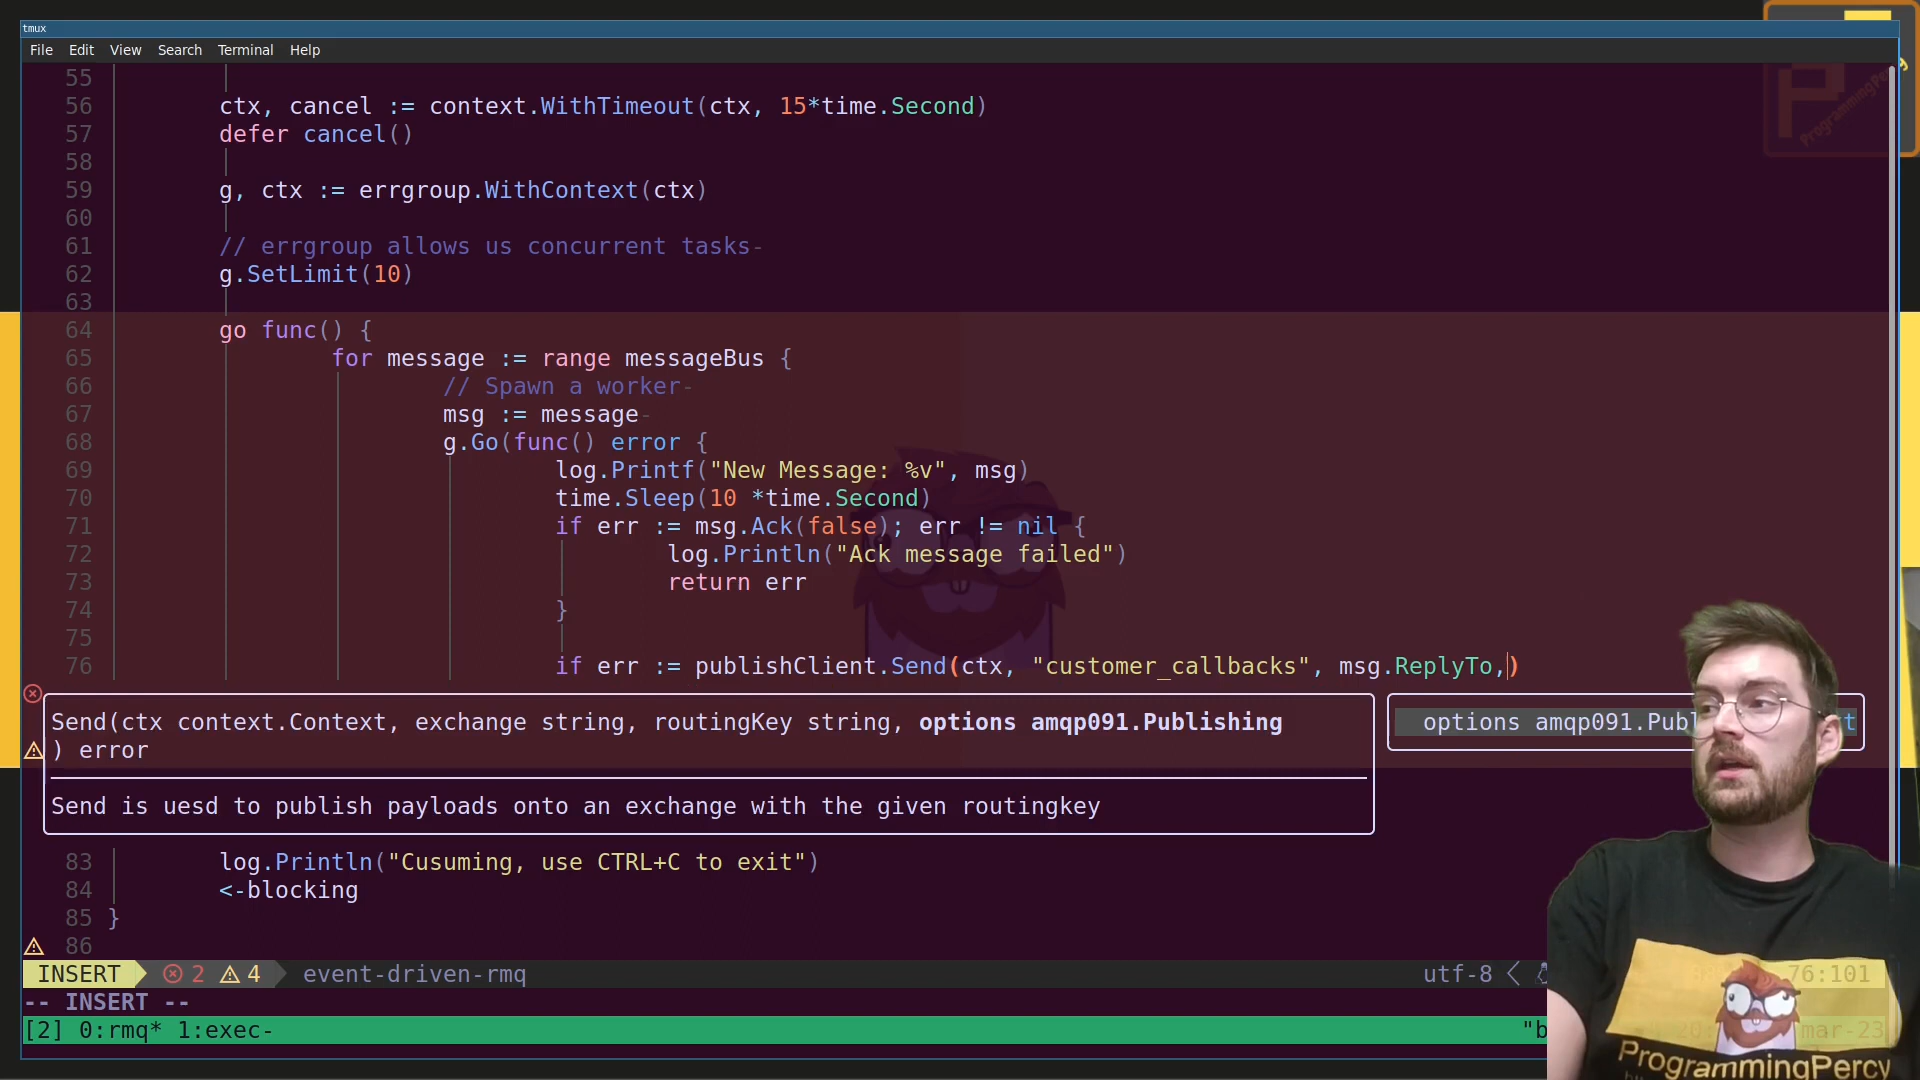 tmux
File Edit View Search Terminal Help
55
56 ctx, cancel := context.WithTimeout(ctx, 15*time.Second)
57 defer cancel()
58
59 g, ctx := errgroup.WithContext(ctx)
60
61 // errgroup allows us concurrent tasks-
62 g.SetLimit(10)
63
64 go func() {
65 for message := range messageBus {
66 // Spawn a worker-
67 msg := message-
68 g.Go(func() error {
69 log.Printf("New Message: %v", msg)
70 time.Sleep(10 *time.Second)
71 if err := msg.Ack(false); err != nil {
72 log.Println("Ack message failed")
73 return err
74 }
75
76 if err := publishClient.Send(ctx, "customer_callbacks", msg.ReplyTo,)
Send(ctx context.Context, exchange string, routingKey string, options amqp091.Publishing
) error
options amqp091.Publ
Send is uesd to publish payloads onto an exchange with the given routingkey
83 log.Println("Cusuming, use CTRL+C to exit")
84 <-blocking
85 }
86
INSERT 2 4 event-driven-rmq utf-8 76:101
-- INSERT --
[2] 0:rmq* 1:exec- "b mar-23
ProgrammingPercy
ProgrammingPercy